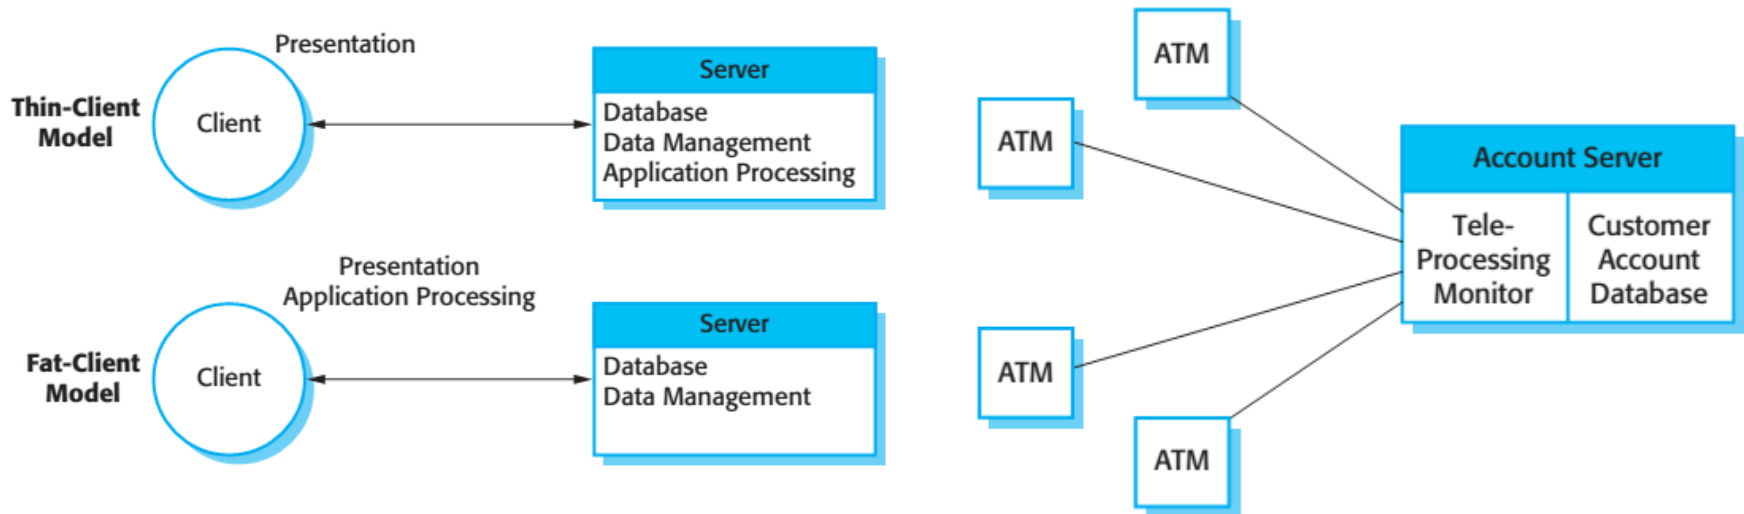 Presentation
Thin-Client
Model
Client
Server
Database
Data Management
Application Processing
Presentation
Application Processing
Fat-Client
Model
Client
Server
Database
Data Management
ATM
ATM
ATM
ATM
Account Server
Tele-
Processing
Monitor
Customer
Account
Database